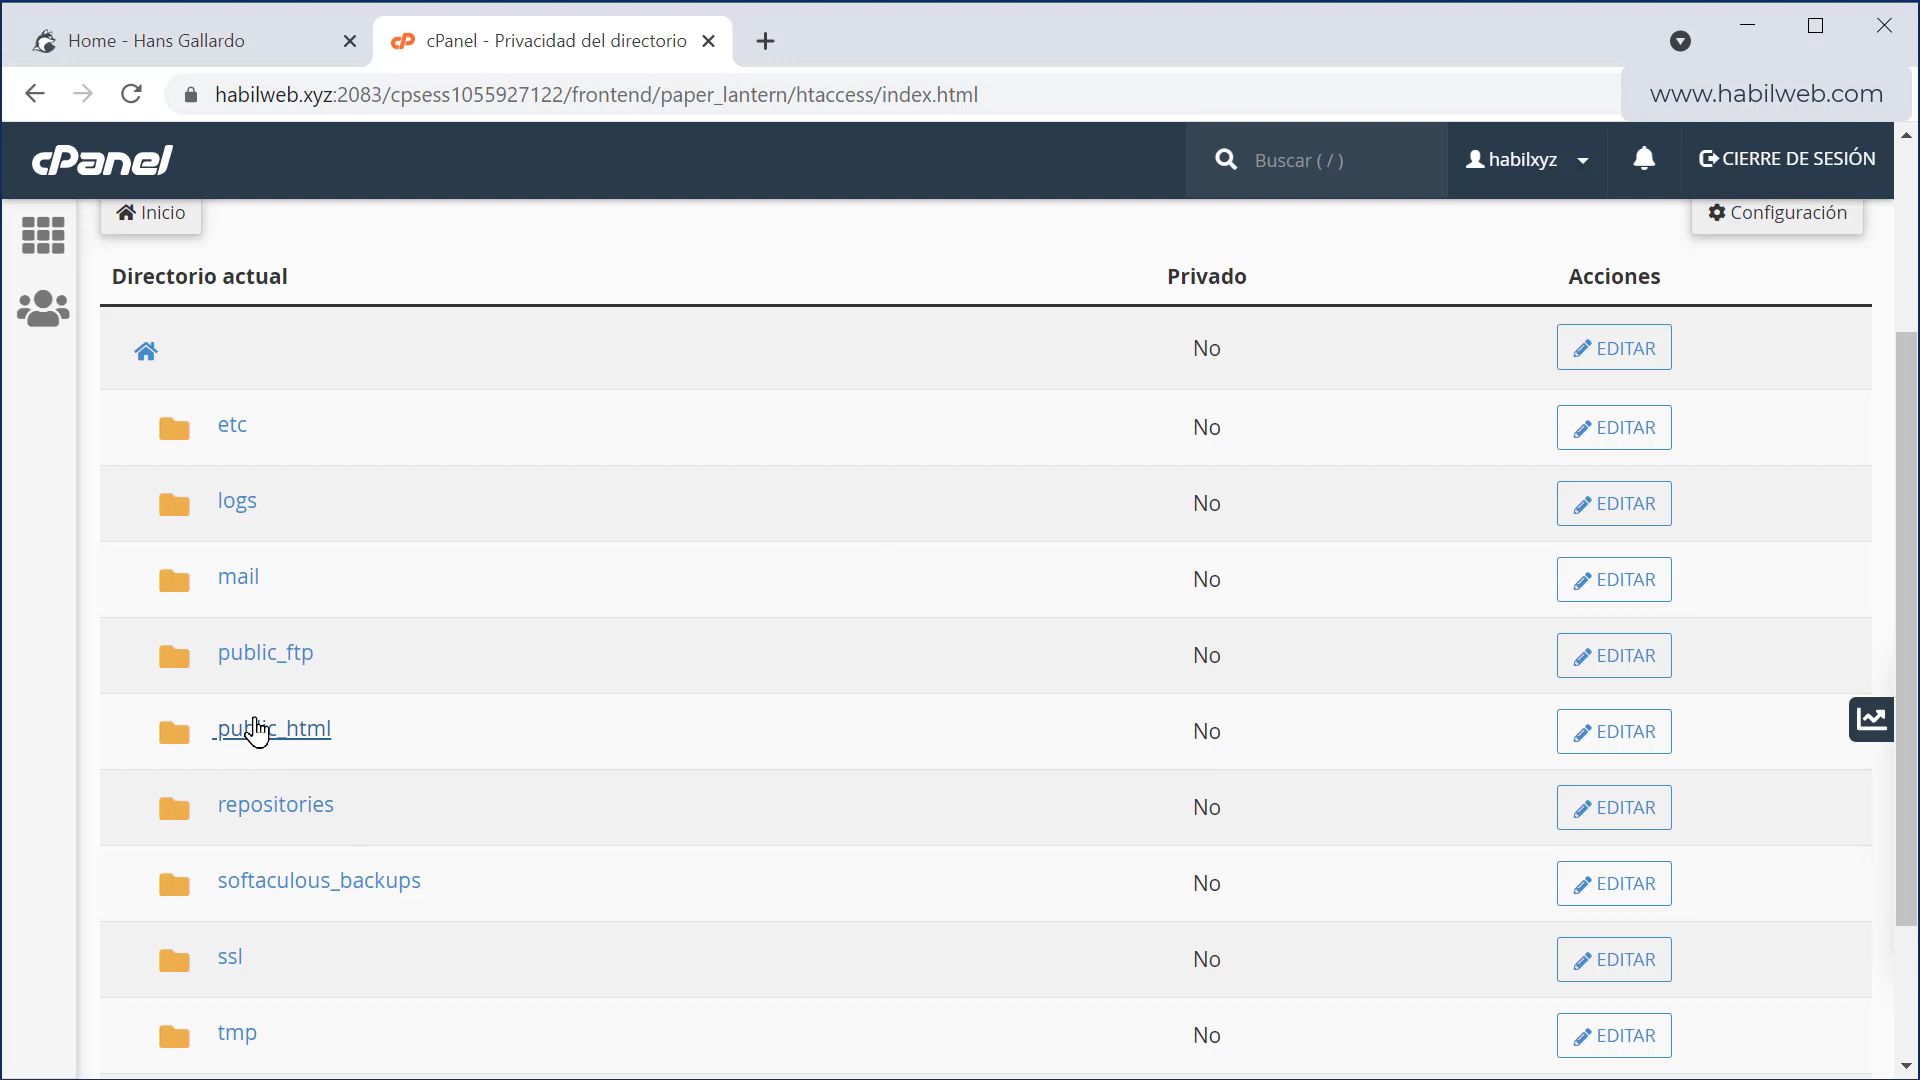 Home - Hans Gallardo
cPanel - Privacidad del directorio
habilweb.xyz:2083/cpsess1055927122/frontend/paper_lantern/htaccess/index.html
www.habilweb.com
cPanel
Buscar ( / )
habilxyz
CIERRE DE SESIÓN
Inicio
Configuración
Directorio actual Privado Acciones
No EDITAR
etc No EDITAR
logs No EDITAR
mail No EDITAR
public_ftp No EDITAR
public_html No EDITAR
repositories No EDITAR
softaculous_backups No EDITAR
ssl No EDITAR
tmp No EDITAR